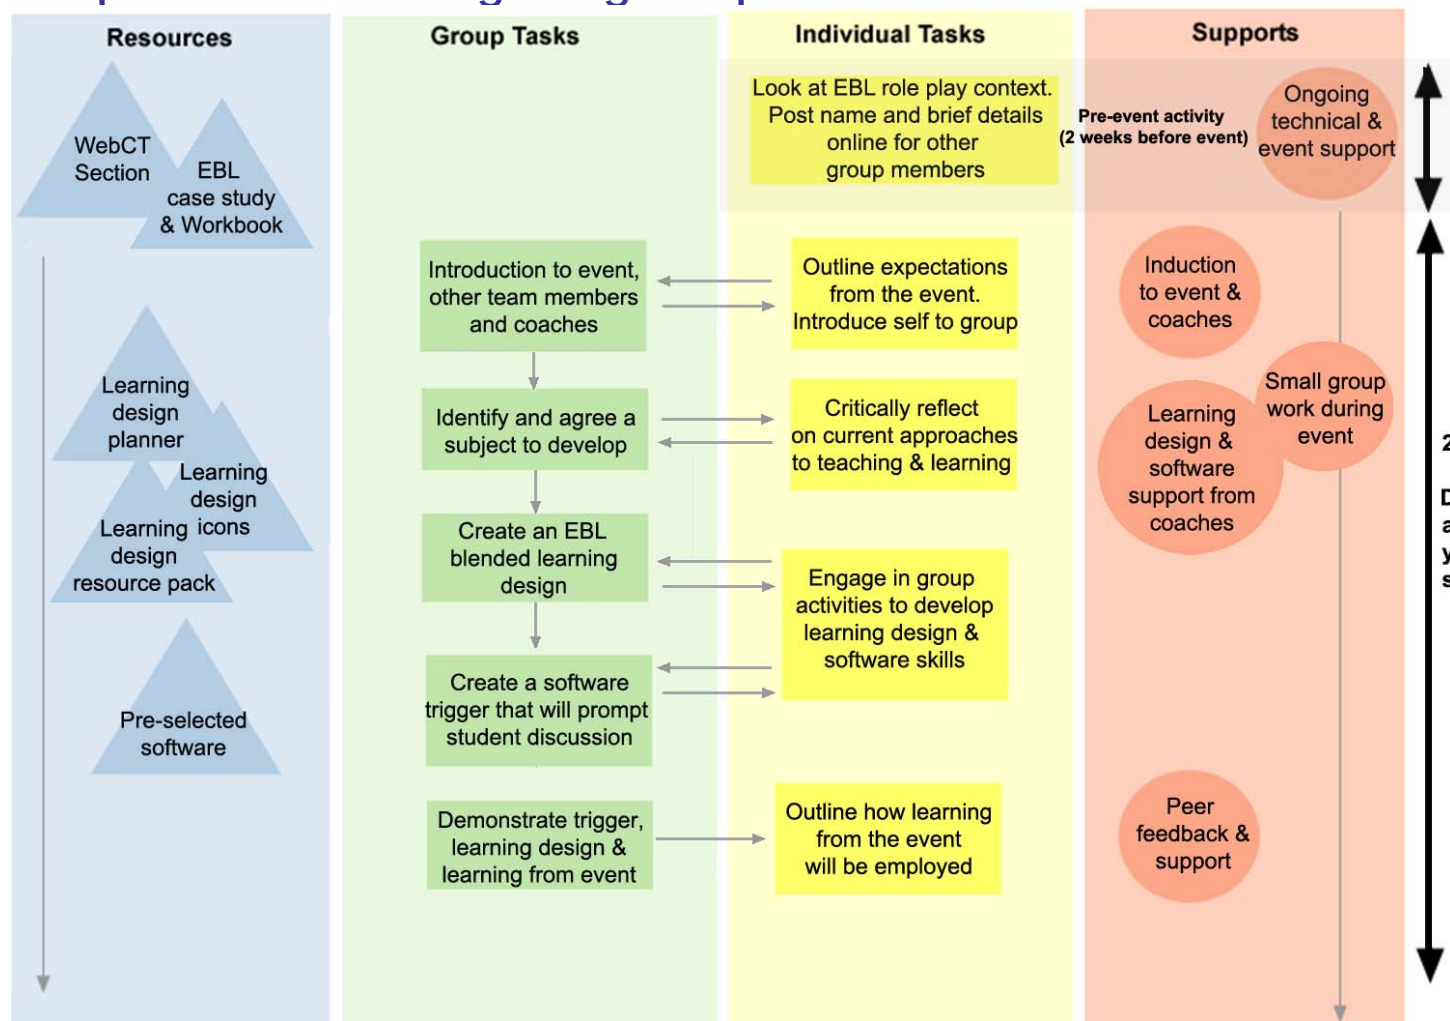 Resources
Group Tasks
Individual Tasks
Supports
WebCT
Section
EBL
case study
& Workbook
Look at EBL role play context.
Post name and brief details
online for other
group members
Pre-event activity
(2 weeks before event)
Ongoing
technical &
event support
Introduction to event,
other team members
and coaches
Outline expectations
from the event.
Introduce self to group
Induction
to event &
coaches
Learning
design
planner
Learning
design
icons
Learning
design
resource pack
Identify and agree a
subject to develop
Critically reflect
on current approaches
to teaching & learning
Small group
work during
event
Learning
design &
software
support from
coaches
Create an EBL
blended learning
design
Engage in group
activities to develop
learning design &
software skills
Pre-selected
software
Create a software
trigger that will prompt
student discussion
Demonstrate trigger,
learning design &
learning from event
Outline how learning
from the event
will be employed
Peer
feedback &
support